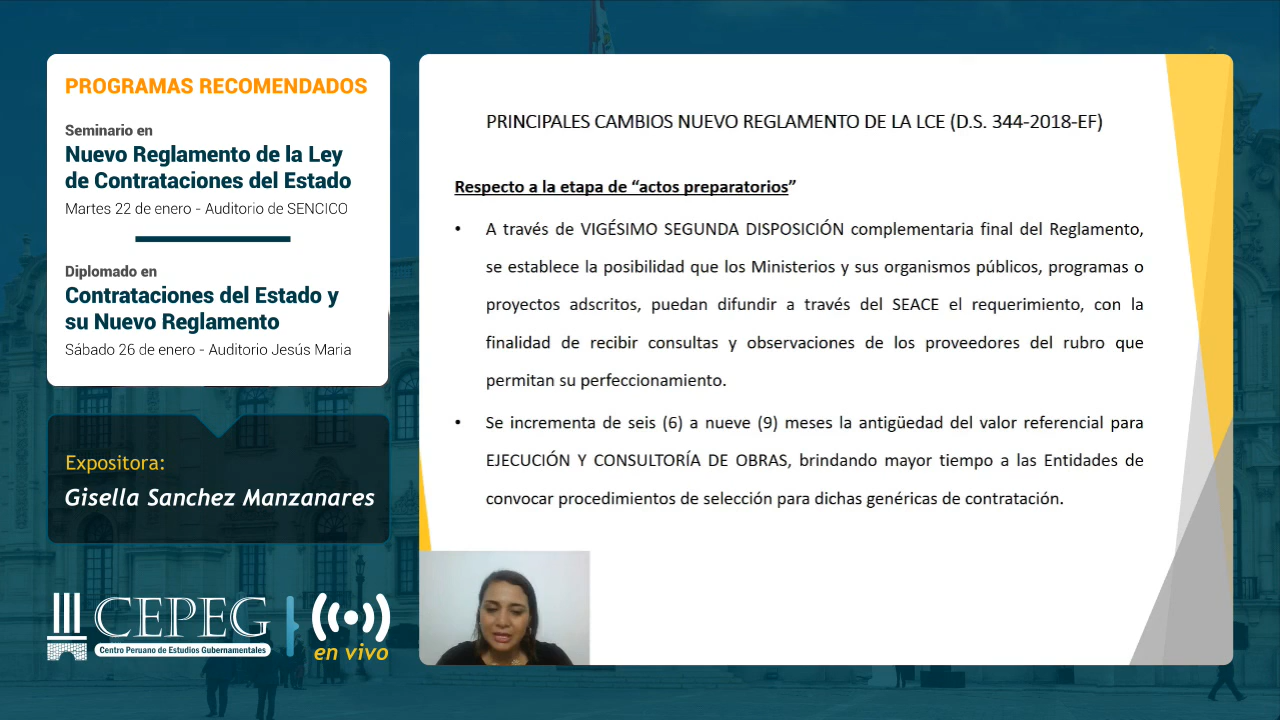 PROGRAMAS RECOMENDADOS
Seminario en
Nuevo Reglamento de la Ley
de Contrataciones del Estado
Martes 22 de enero - Auditorio de SENCICO
Diplomado en
Contrataciones del Estado y
su Nuevo Reglamento
Sábado 26 de enero - Auditorio Jesús Maria
Expositora:
Gisella Sanchez Manzanares
CEPEG
Centro Peruano de Estudios Gubernamentales
en vivo
PRINCIPALES CAMBIOS NUEVO REGLAMENTO DE LA LCE (D.S. 344-2018-EF)
Respecto a la etapa de “actos preparatorios”
• A través de VIGÉSIMO SEGUNDA DISPOSICIÓN complementaria final del Reglamento,
se establece la posibilidad que los Ministerios y sus organismos públicos, programas o
proyectos adscritos, puedan difundir a través del SEACE el requerimiento, con la
finalidad de recibir consultas y observaciones de los proveedores del rubro que
permitan su perfeccionamiento.
• Se incrementa de seis (6) a nueve (9) meses la antigüedad del valor referencial para
EJECUCIÓN Y CONSULTORÍA DE OBRAS, brindando mayor tiempo a las Entidades de
convocar procedimientos de selección para dichas genéricas de contratación.